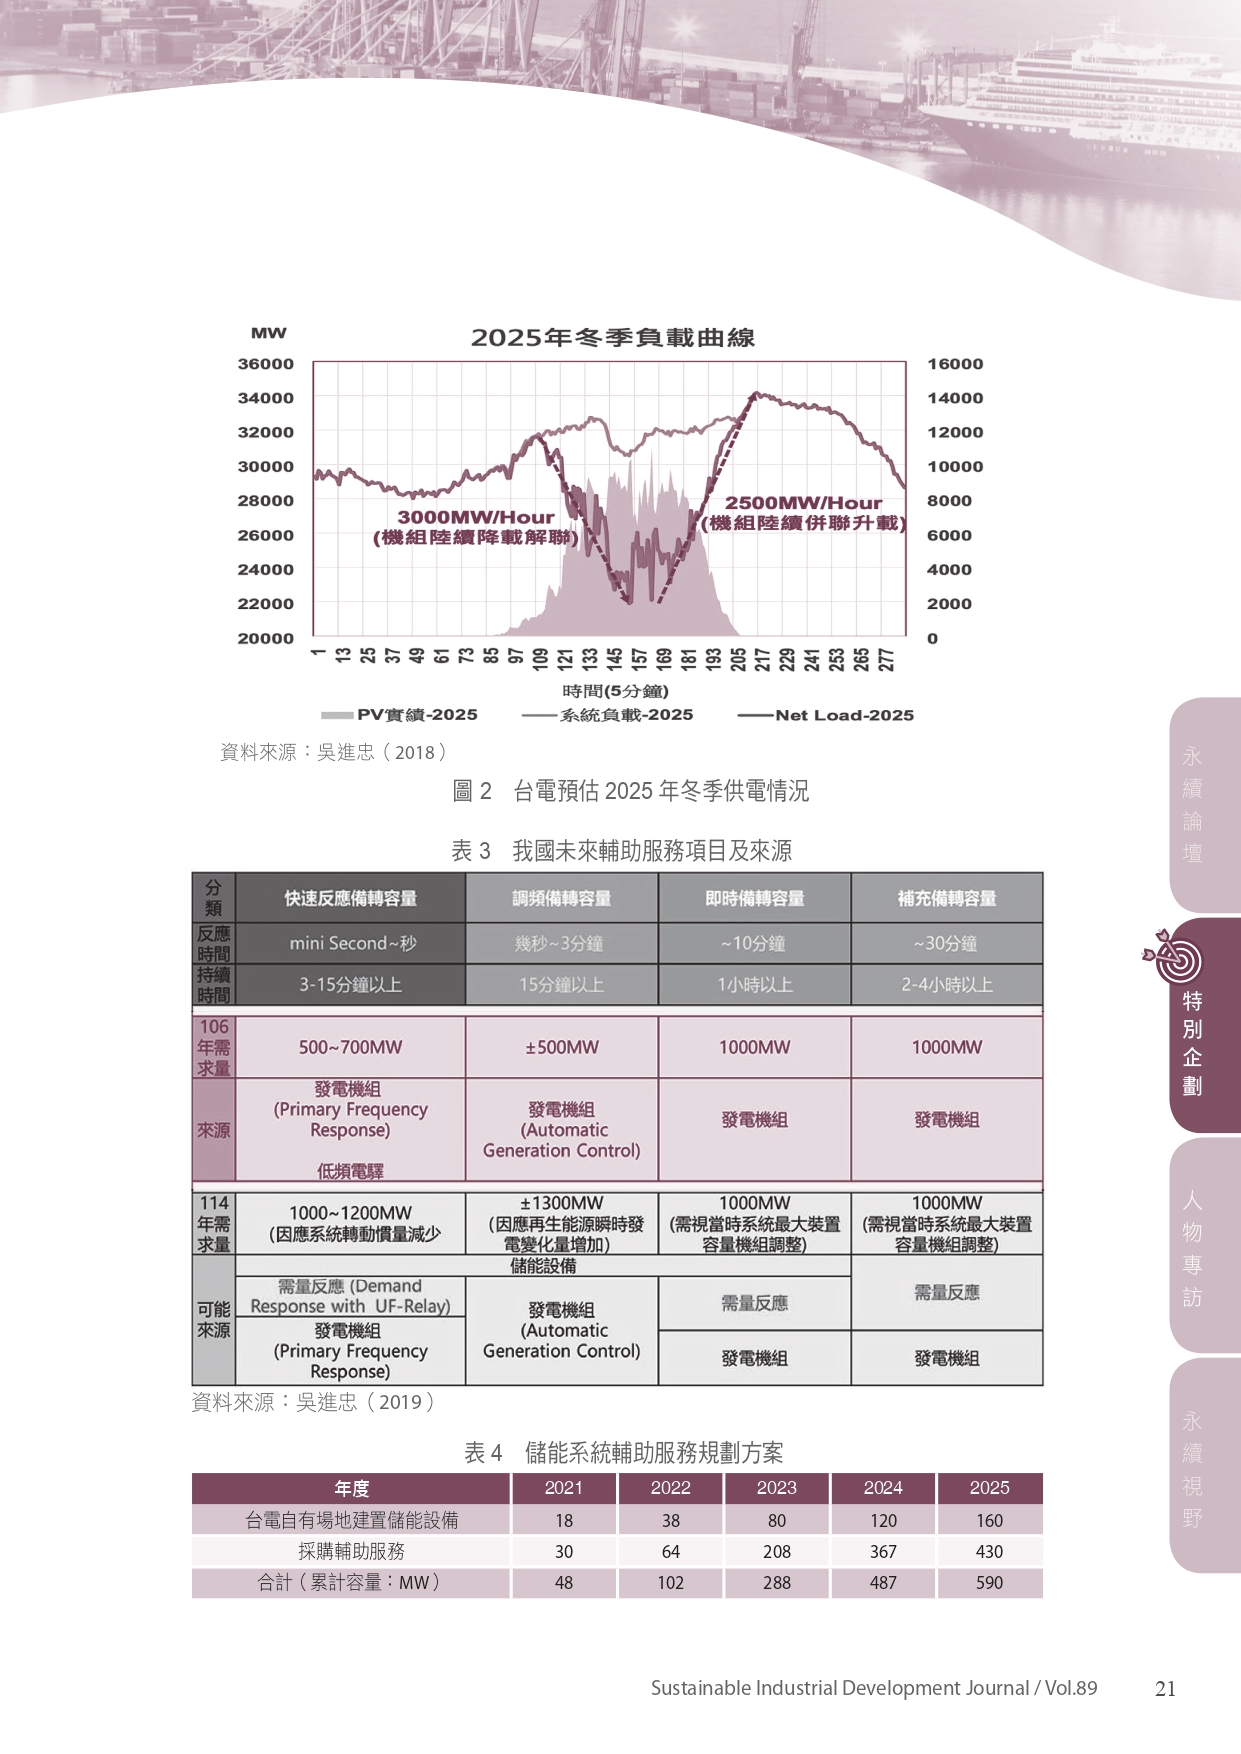 MW
2025年冬季負載曲線
36000
34000
32000
30000
28000
26000
24000
22000
20000
16000
14000
12000
10000
8000
6000
4000
2000
0
3000MW/Hour
(機組陸續降載解聯)
2500MW/Hour
(機組陸續併聯升載)
1 13 25 37 49 61 73 85 97 109 121 133 145 157 169 181 193 205 217 229 241 253 265 277
時間(5分鐘)
PV實績-2025 系統負載-2025 Net Load-2025
資料來源：吳進忠（2018）
圖 2 台電預估 2025 年冬季供電情況
表 3 我國未來輔助服務項目及來源
分類 快速反應備轉容量 調頻備轉容量 即時備轉容量 補充備轉容量
反應時間 mini Second~秒 幾秒~3分鐘 ~10分鐘 ~30分鐘
持續時間 3-15分鐘以上 15分鐘以上 1小時以上 2-4小時以上
106年需求量 500~700MW ±500MW 1000MW 1000MW
來源
發電機組
(Primary Frequency
Response)
低頻電驛
發電機組
(Automatic
Generation Control)
發電機組
發電機組
114年需求量
1000~1200MW
(因應系統轉動慣量減少
±1300MW
(因應再生能源瞬時發
電變化量增加)
1000MW
(需視當時系統最大裝置
容量機組調整)
1000MW
(需視當時系統最大裝置
容量機組調整)
可能來源
儲能設備
需量反應 (Demand
Response with UF-Relay)
發電機組
(Primary Frequency
Response)
發電機組
(Automatic
Generation Control)
需量反應
發電機組
需量反應
發電機組
資料來源：吳進忠（2019）
表 4 儲能系統輔助服務規劃方案
年度 2021 2022 2023 2024 2025
台電自有場地建置儲能設備 18 38 80 120 160
採購輔助服務 30 64 208 367 430
合計（累計容量：MW） 48 102 288 487 590
永續論壇
特別企劃
人物專訪
永續視野
Sustainable Industrial Development Journal / Vol.89 21